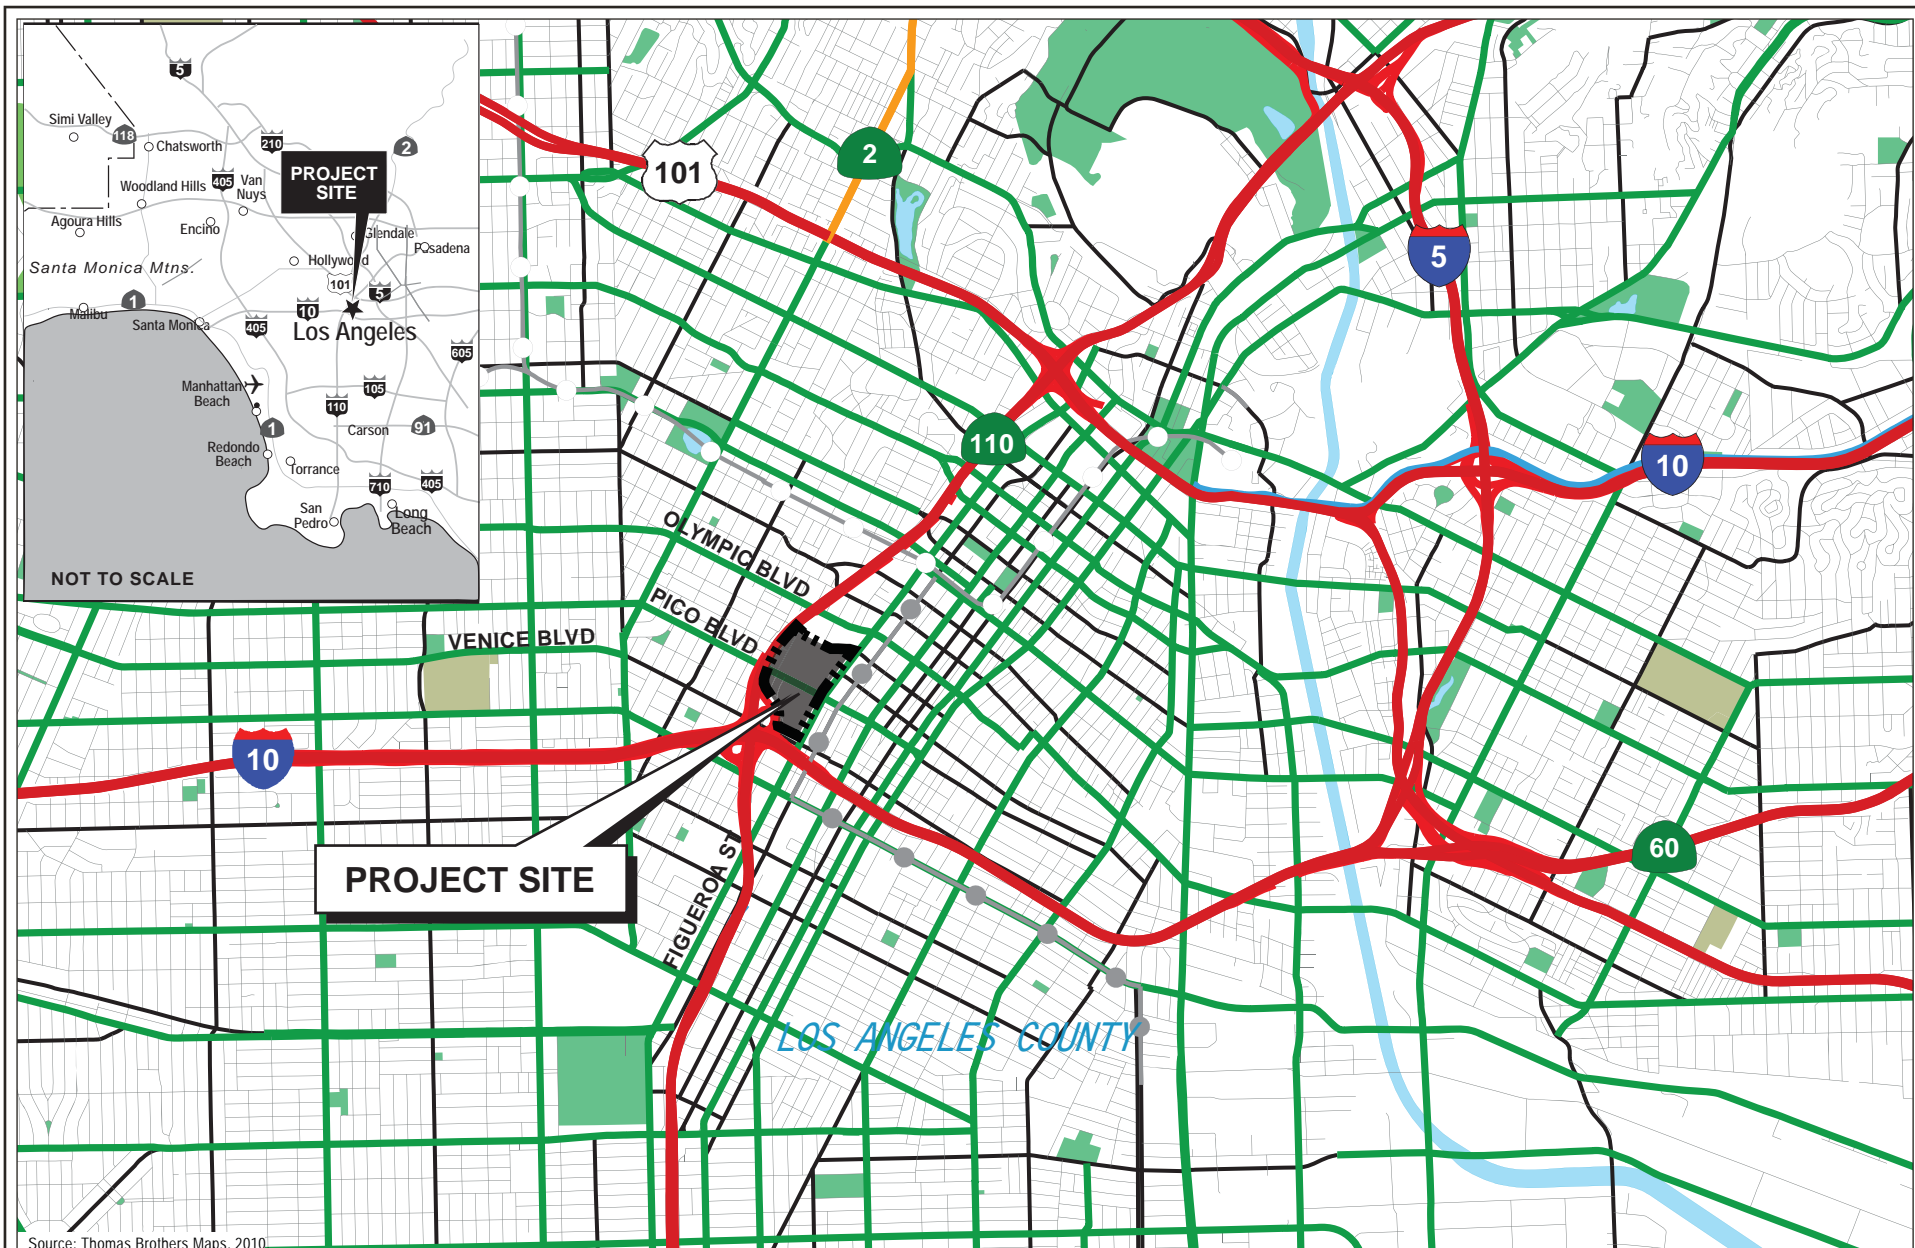 5
Simi Valley
118
Chatsworth
210
2
PROJECT
SITE
Woodland Hills
405
Van
Nuys
Agoura Hills
Encino
Glendale
Pasadena
Hollywood
Santa Monica Mtns.
101
5
1
10
Malibu
Santa Monica
405
Los Angeles
605
Manhattan
Beach
105
110
1
Carson
91
Redondo
Beach
Torrance
710
405
San
Pedro
Long
Beach
NOT TO SCALE
101
2
5
110
10
OLYMPIC BLVD
PICO BLVD
VENICE BLVD
10
PROJECT SITE
FIGUEROA ST
60
LOS ANGELES COUNTY
Source: Thomas Brothers Maps, 2010